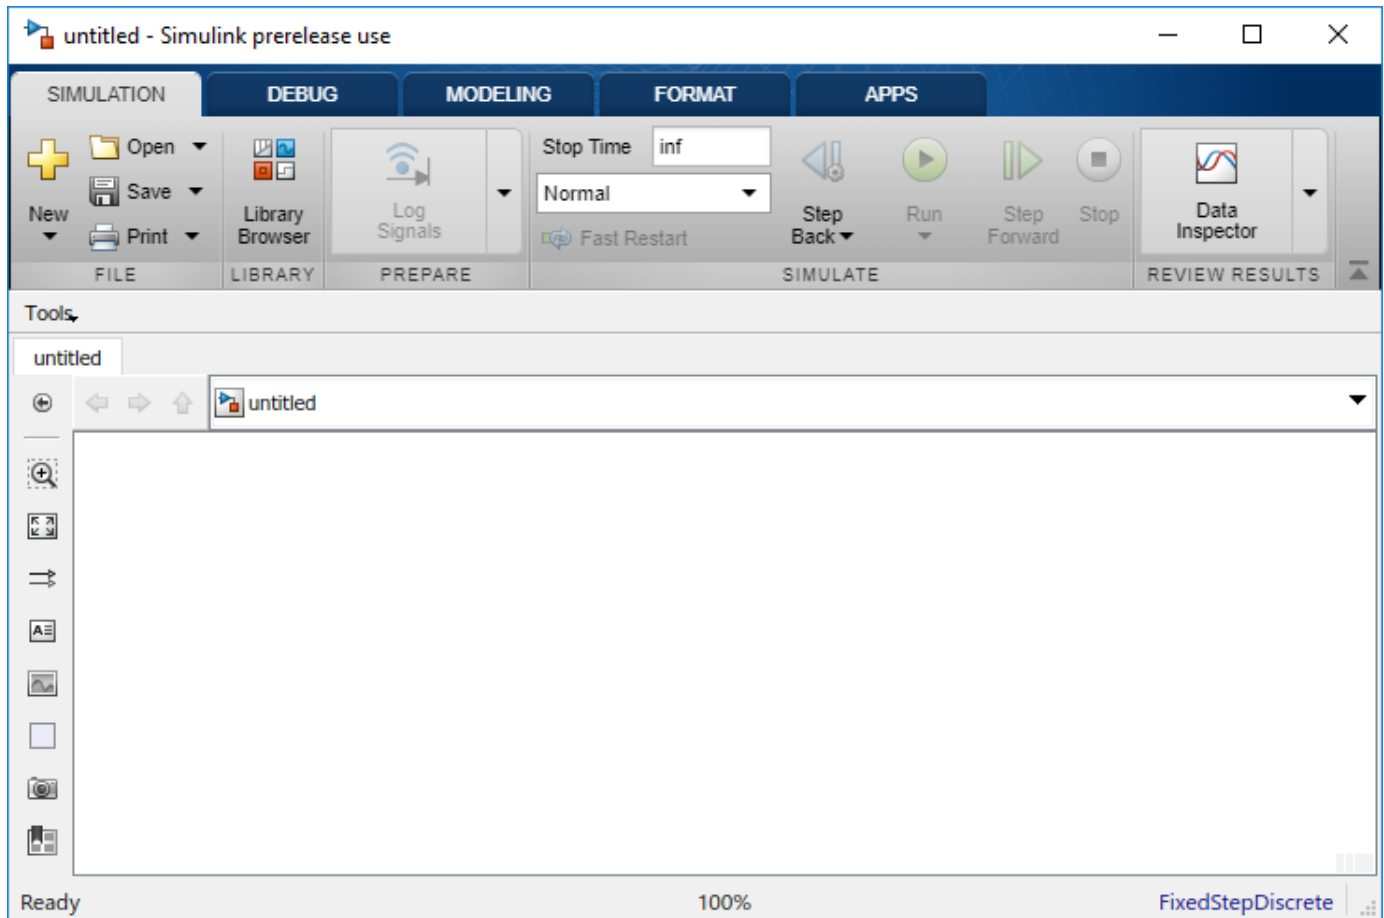 untitled - Simulink prerelease use
SIMULATION DEBUG MODELING FORMAT APPS
New
Open
Save
Print
FILE
Library
Browser
LIBRARY
Log
Signals
PREPARE
Stop Time inf
Normal
Fast Restart
Step
Back
Run
Step
Forward
Stop
SIMULATE
Data
Inspector
REVIEW RESULTS
Tools
untitled
untitled
Ready 100% FixedStepDiscrete